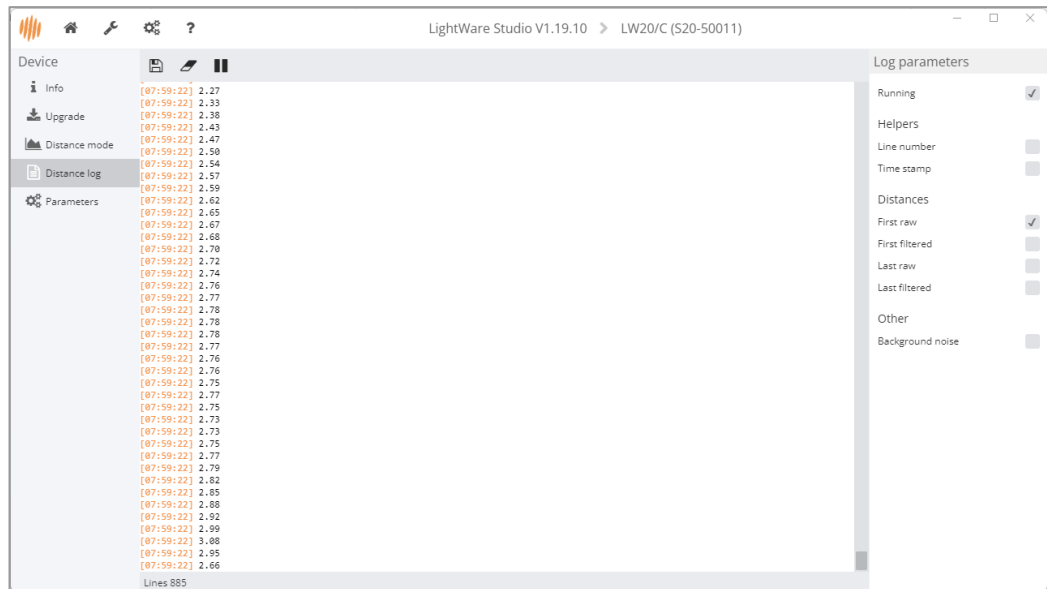 LightWare Studio V1.19.10 > LW20/C (S20-50011)
Device
Info
Upgrade
Distance mode
Distance log
Parameters
[07:59:22] 2.27
[07:59:22] 2.33
[07:59:22] 2.38
[07:59:22] 2.43
[07:59:22] 2.47
[07:59:22] 2.50
[07:59:22] 2.54
[07:59:22] 2.57
[07:59:22] 2.59
[07:59:22] 2.62
[07:59:22] 2.65
[07:59:22] 2.67
[07:59:22] 2.68
[07:59:22] 2.70
[07:59:22] 2.72
[07:59:22] 2.74
[07:59:22] 2.76
[07:59:22] 2.77
[07:59:22] 2.78
[07:59:22] 2.78
[07:59:22] 2.78
[07:59:22] 2.77
[07:59:22] 2.76
[07:59:22] 2.76
[07:59:22] 2.75
[07:59:22] 2.77
[07:59:22] 2.75
[07:59:22] 2.73
[07:59:22] 2.73
[07:59:22] 2.75
[07:59:22] 2.77
[07:59:22] 2.79
[07:59:22] 2.82
[07:59:22] 2.85
[07:59:22] 2.88
[07:59:22] 2.92
[07:59:22] 2.99
[07:59:22] 3.08
[07:59:22] 2.95
[07:59:22] 2.66
Lines 885
Log parameters
Running
Helpers
Line number
Time stamp
Distances
First raw
First filtered
Last raw
Last filtered
Other
Background noise